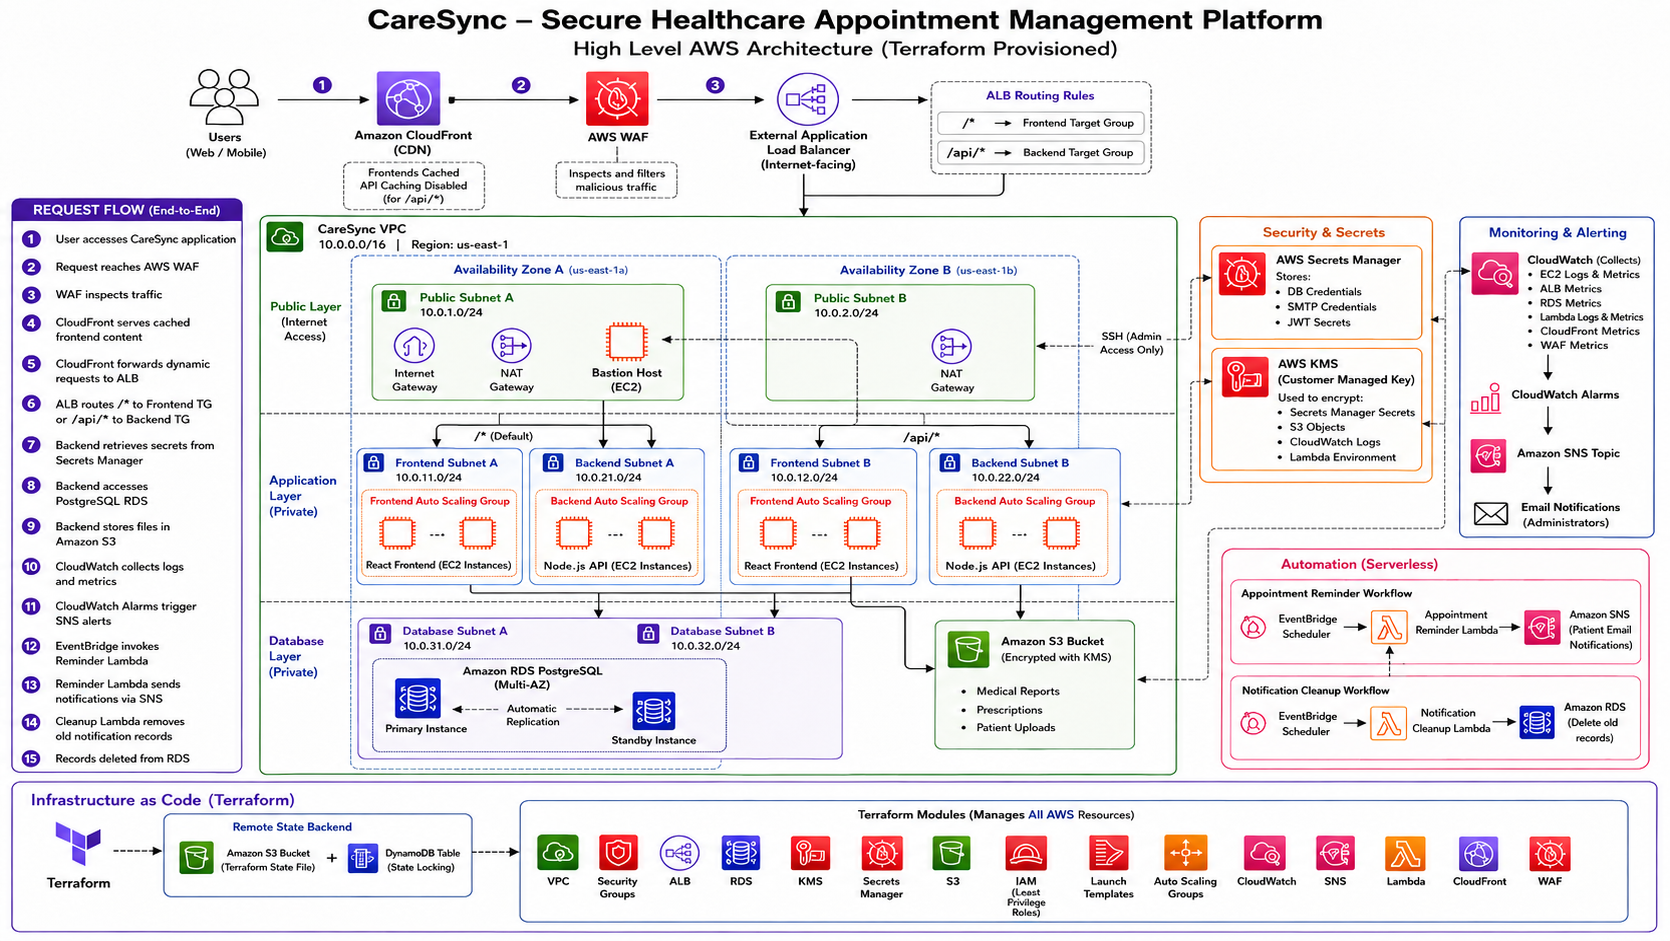 CareSync – Secure Healthcare Appointment Management Platform
High Level AWS Architecture (Terraform Provisioned)
1
2
3
Users
(Web / Mobile)
Amazon CloudFront
(CDN)
Frontends Cached
API Caching Disabled
(for /api/*)
AWS WAF
Inspects and filters
malicious traffic
External Application
Load Balancer
(Internet-facing)
ALB Routing Rules
/* → Frontend Target Group
/api/* → Backend Target Group
REQUEST FLOW (End-to-End)
1 User accesses CareSync application
2 Request reaches AWS WAF
3 WAF inspects traffic
4 CloudFront serves cached
frontend content
5 CloudFront forwards dynamic
requests to ALB
6 ALB routes /* to Frontend TG
or /api/* to Backend TG
7 Backend retrieves secrets from
Secrets Manager
8 Backend accesses
PostgreSQL RDS
9 Backend stores files in
Amazon S3
10 CloudWatch collects logs
and metrics
11 CloudWatch Alarms trigger
SNS alerts
12 EventBridge invokes
Reminder Lambda
13 Reminder Lambda sends
notifications via SNS
14 Cleanup Lambda removes
old notification records
15 Records deleted from RDS
CareSync VPC
10.0.0.0/16 | Region: us-east-1
Availability Zone A (us-east-1a)
Availability Zone B (us-east-1b)
Public Layer
(Internet
Access)
Public Subnet A
10.0.1.0/24
Internet
Gateway
NAT
Gateway
Bastion Host
(EC2)
Public Subnet B
10.0.2.0/24
NAT
Gateway
SSH (Admin
Access Only)
/* (Default)
/api/*
Application
Layer
(Private)
Frontend Subnet A
10.0.11.0/24
Frontend Auto Scaling Group
React Frontend (EC2 Instances)
Backend Subnet A
10.0.21.0/24
Backend Auto Scaling Group
Node.js API (EC2 Instances)
Frontend Subnet B
10.0.12.0/24
Frontend Auto Scaling Group
React Frontend (EC2 Instances)
Backend Subnet B
10.0.22.0/24
Backend Auto Scaling Group
Node.js API (EC2 Instances)
Database
Layer
(Private)
Database Subnet A
10.0.31.0/24
Database Subnet B
10.0.32.0/24
Amazon RDS PostgreSQL
(Multi-AZ)
Primary Instance
Automatic
Replication
Standby Instance
Amazon S3 Bucket
(Encrypted with KMS)
• Medical Reports
• Prescriptions
• Patient Uploads
Security & Secrets
AWS Secrets Manager
Stores:
• DB Credentials
• SMTP Credentials
• JWT Secrets
AWS KMS
(Customer Managed Key)
Used to encrypt:
• Secrets Manager Secrets
• S3 Objects
• CloudWatch Logs
• Lambda Environment
Monitoring & Alerting
CloudWatch (Collects)
• EC2 Logs & Metrics
• ALB Metrics
• RDS Metrics
• Lambda Logs & Metrics
• CloudFront Metrics
• WAF Metrics
CloudWatch Alarms
Amazon SNS Topic
Email Notifications
(Administrators)
Automation (Serverless)
Appointment Reminder Workflow
EventBridge
Scheduler
Appointment
Reminder Lambda
Amazon SNS
(Patient Email
Notifications)
Notification Cleanup Workflow
EventBridge
Scheduler
Notification
Cleanup Lambda
Amazon RDS
(Delete old
records)
Infrastructure as Code (Terraform)
Terraform
Remote State Backend
Amazon S3 Bucket
(Terraform State File)
+
DynamoDB Table
(State Locking)
Terraform Modules (Manages All AWS Resources)
VPC
Security
Groups
ALB
RDS
KMS
Secrets
Manager
S3
IAM
(Least
Privilege
Roles)
Launch
Templates
Auto Scaling
Groups
CloudWatch
SNS
Lambda
CloudFront
WAF